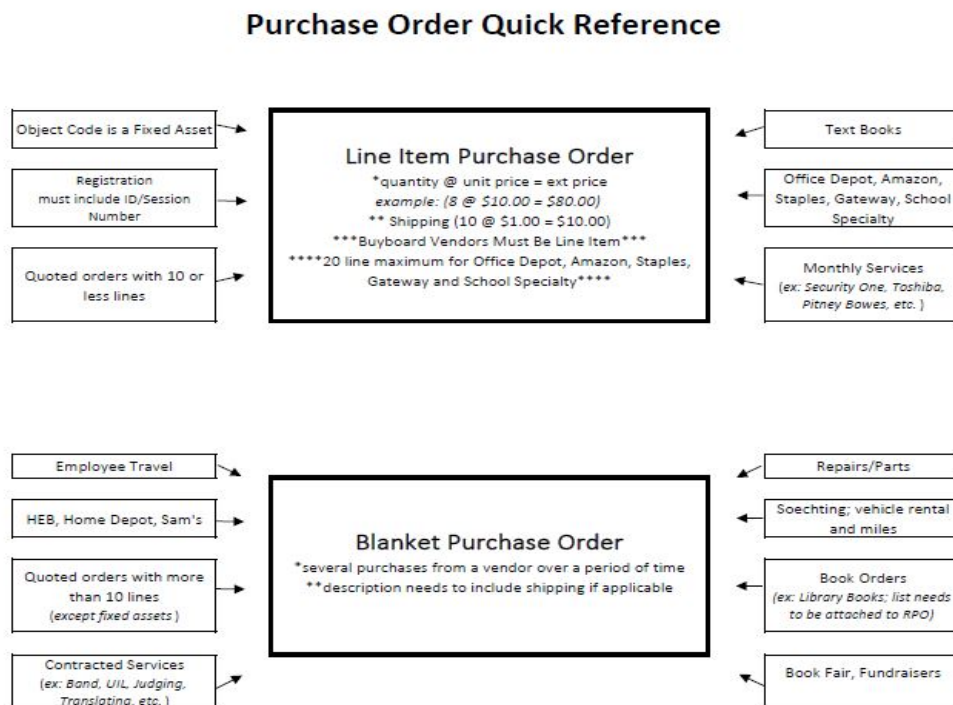 Purchase Order Quick Reference
Object Code is a Fixed Asset
Registration
must include ID/Session
Number
Quoted orders with 10 or
less lines
Line Item Purchase Order
*quantity @ unit price = ext price
example: (8 @ $10.00 = $80.00)
** Shipping (10 @ $1.00 = $10.00)
***Buyboard Vendors Must Be Line Item***
****20 line maximum for Office Depot, Amazon, Staples,
Gateway and School Specialty****
Text Books
Office Depot, Amazon,
Staples, Gateway, School
Specialty
Monthly Services
(ex: Security One, Toshiba,
Pitney Bowes, etc. )
Employee Travel
HEB, Home Depot, Sam's
Quoted orders with more
than 10 lines
(except fixed assets )
Contracted Services
(ex: Band, UIL, Judging,
Translating, etc. )
Blanket Purchase Order
*several purchases from a vendor over a period of time
**description needs to include shipping if applicable
Repairs/Parts
Soechting; vehicle rental
and miles
Book Orders
(ex: Library Books; list needs
to be attached to RPO)
Book Fair, Fundraisers